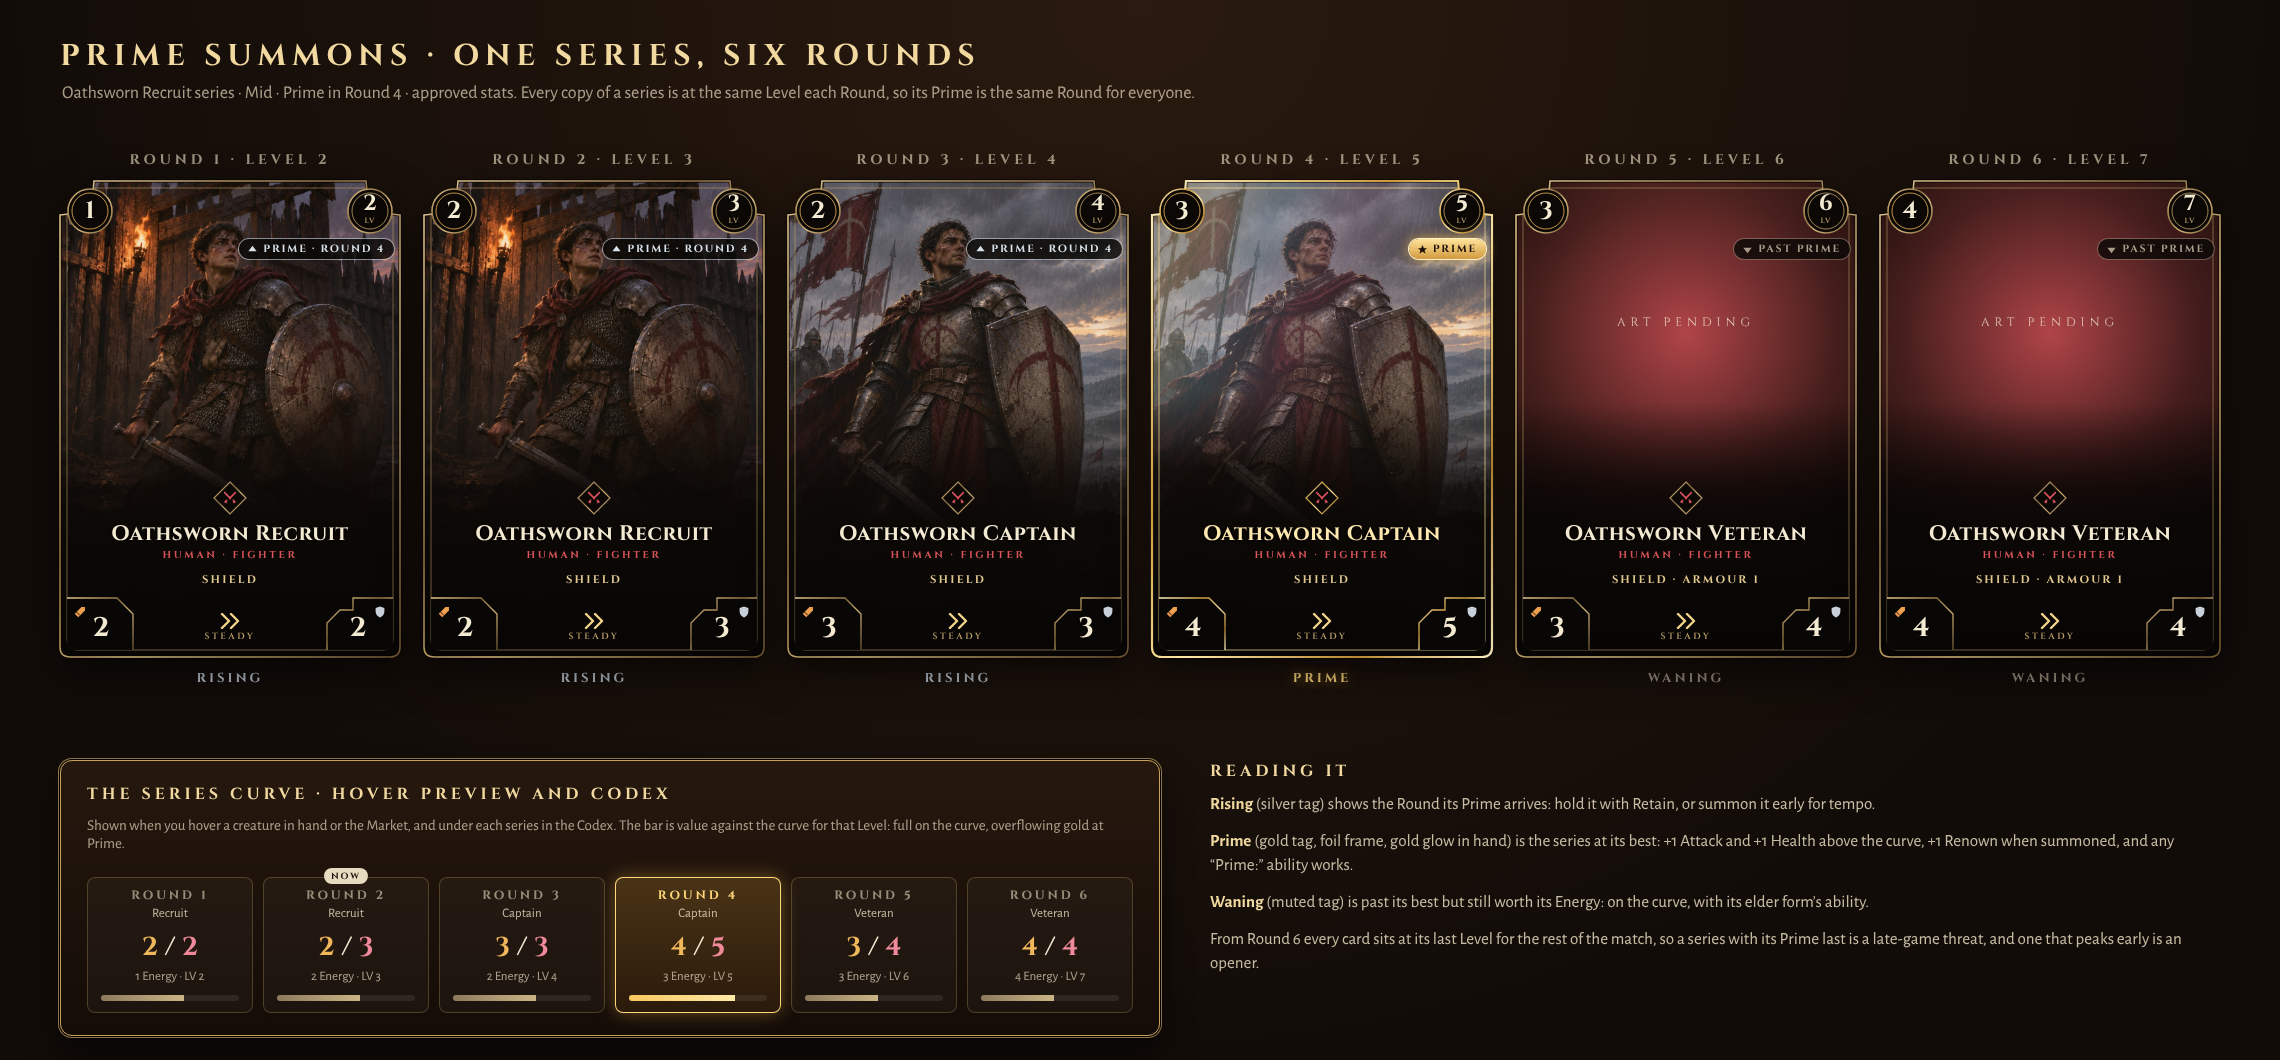 PRIME SUMMONS · ONE SERIES, SIX ROUNDS
Oathsworn Recruit series · Mid · Prime in Round 4 · approved stats. Every copy of a series is at the same Level each Round, so its Prime is the same Round for everyone.
ROUND 1 · LEVEL 2
1
2
LV
PRIME · ROUND 4
OATHSWORN RECRUIT
HUMAN · FIGHTER
SHIELD
2
STEADY
2
RISING
ROUND 2 · LEVEL 3
2
3
LV
PRIME · ROUND 4
OATHSWORN RECRUIT
HUMAN · FIGHTER
SHIELD
2
STEADY
3
RISING
ROUND 3 · LEVEL 4
2
4
LV
PRIME · ROUND 4
OATHSWORN CAPTAIN
HUMAN · FIGHTER
SHIELD
3
STEADY
3
RISING
ROUND 4 · LEVEL 5
3
5
LV
PRIME
OATHSWORN CAPTAIN
HUMAN · FIGHTER
SHIELD
4
STEADY
5
PRIME
ROUND 5 · LEVEL 6
3
6
LV
PAST PRIME
ART PENDING
OATHSWORN VETERAN
HUMAN · FIGHTER
SHIELD · ARMOUR 1
3
STEADY
4
WANING
ROUND 6 · LEVEL 7
4
7
LV
PAST PRIME
ART PENDING
OATHSWORN VETERAN
HUMAN · FIGHTER
SHIELD · ARMOUR 1
4
STEADY
4
WANING
THE SERIES CURVE · HOVER PREVIEW AND CODEX
Shown when you hover a creature in hand or the Market, and under each series in the Codex. The bar is value against the curve for that Level: full on the curve, overflowing gold at
Prime.
ROUND 1
Recruit
2 / 2
1 Energy · LV 2
NOW
ROUND 2
Recruit
2 / 3
2 Energy · LV 3
ROUND 3
Captain
3 / 3
2 Energy · LV 4
ROUND 4
Captain
4 / 5
3 Energy · LV 5
ROUND 5
Veteran
3 / 4
3 Energy · LV 6
ROUND 6
Veteran
4 / 4
4 Energy · LV 7
READING IT
Rising (silver tag) shows the Round its Prime arrives: hold it with Retain, or summon it early for tempo.
Prime (gold tag, foil frame, gold glow in hand) is the series at its best: +1 Attack and +1 Health above the curve, +1 Renown when summoned, and any
“Prime:” ability works.
Waning (muted tag) is past its best but still worth its Energy: on the curve, with its elder form's ability.
From Round 6 every card sits at its last Level for the rest of the match, so a series with its Prime last is a late-game threat, and one that peaks early is an
opener.